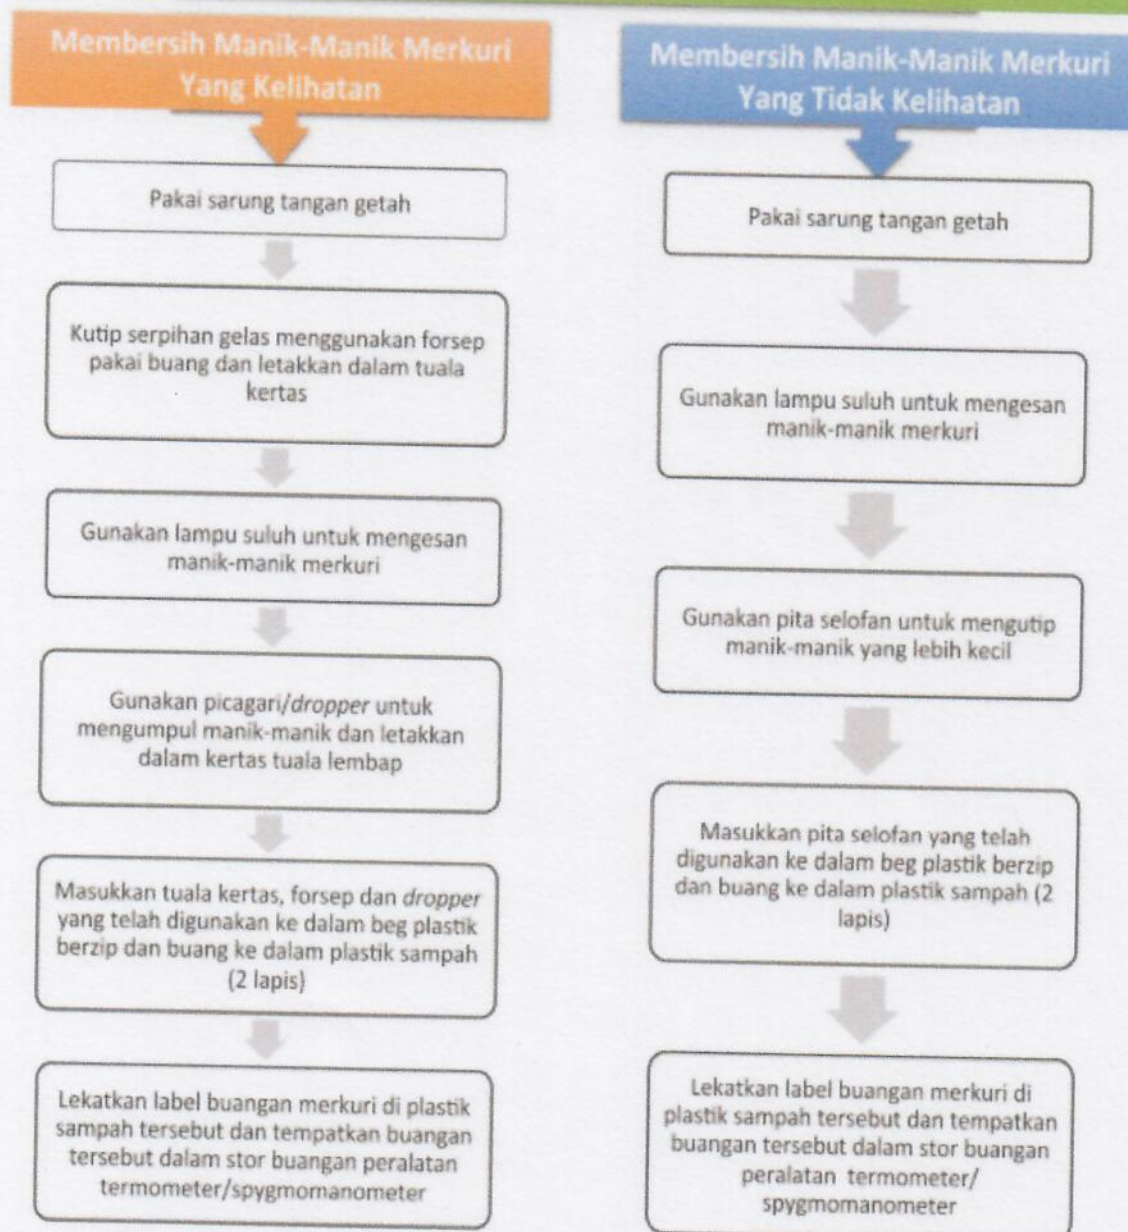 Membersih Manik-Manik Merkuri
Yang Kelihatan
Pakai sarung tangan getah
Kutip serpihan gelas menggunakan forsep
pakai buang dan letakkan dalam tuala
kertas
Gunakan lampu suluh untuk mengesan
manik-manik merkuri
Gunakan picagari/dropper untuk
mengumpul manik-manik dan letakkan
dalam kertas tuala lembap
Masukkan tuala kertas, forsep dan dropper
yang telah digunakan ke dalam beg plastik
berzip dan buang ke dalam plastik sampah
(2 lapis)
Lekatkan label buangan merkuri di plastik
sampah tersebut dan tempatkan buangan
tersebut dalam stor buangan peralatan
termometer/spygmomanometer
Membersih Manik-Manik Merkuri
Yang Tidak Kelihatan
Pakai sarung tangan getah
Gunakan lampu suluh untuk mengesan
manik-manik merkuri
Gunakan pita selofan untuk mengutip
manik-manik yang lebih kecil
Masukkan pita selofan yang telah
digunakan ke dalam beg plastik berzip
dan buang ke dalam plastik sampah (2
lapis)
Lekatkan label buangan merkuri di
plastik sampah tersebut dan tempatkan
buangan tersebut dalam stor buangan
peralatan termometer/
spygmomanometer